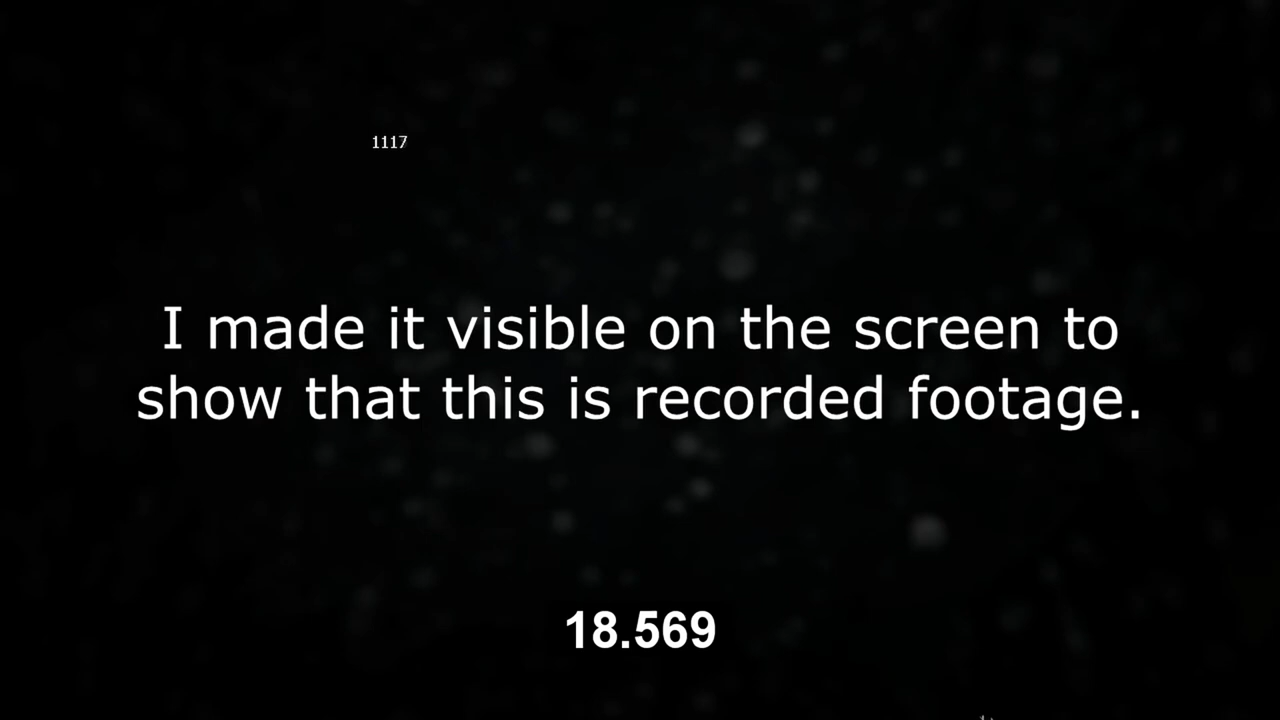 1117
I made it visible on the screen to
show that this is recorded footage.
18.569